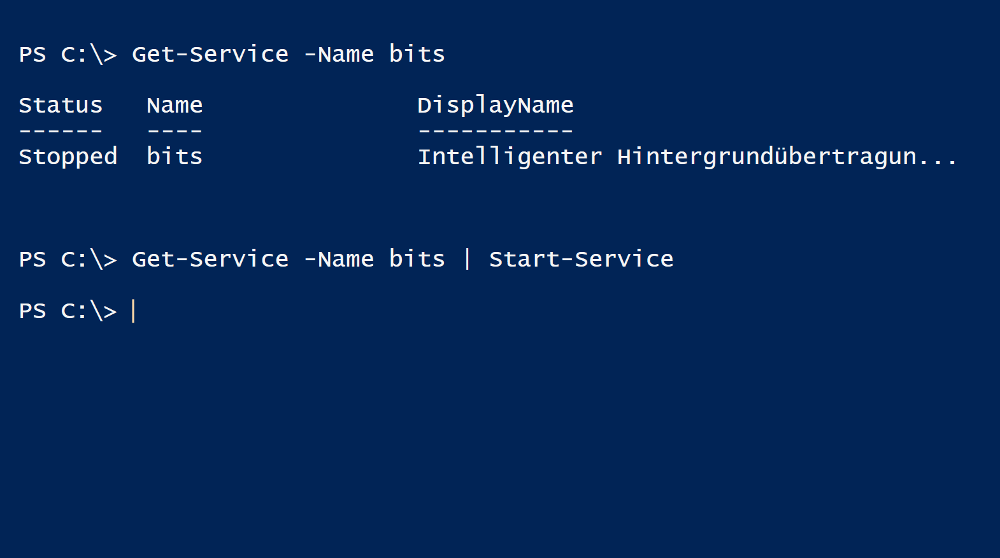 PS C:\> Get-Service -Name bits
Status   Name               DisplayName
------   ----               -----------
Stopped  bits               Intelligenter Hintergrundübertragun...
PS C:\> Get-Service -Name bits | Start-Service
PS C:\>